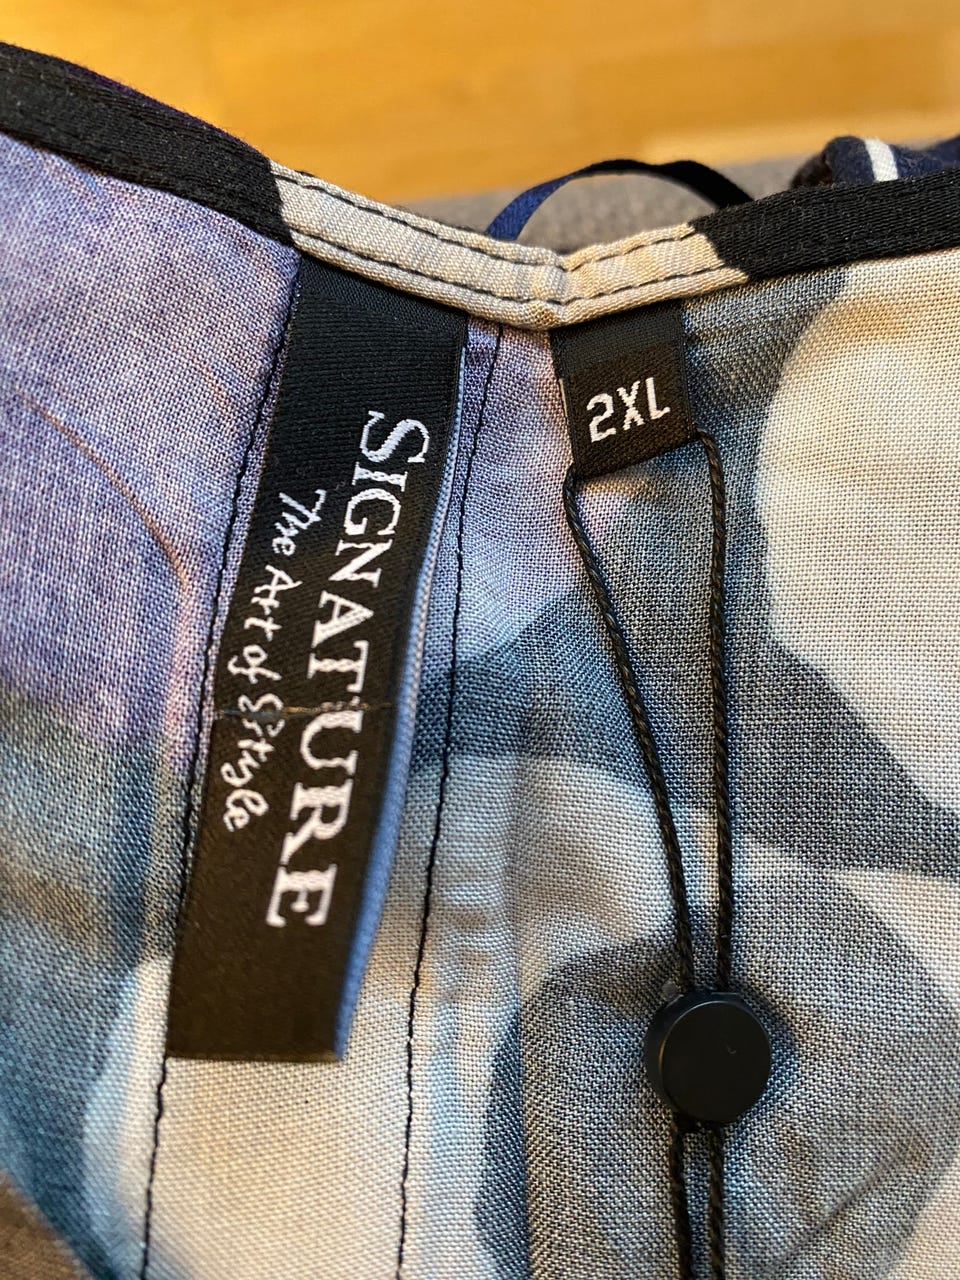 SIGNATURE
The Art of Style
2XL